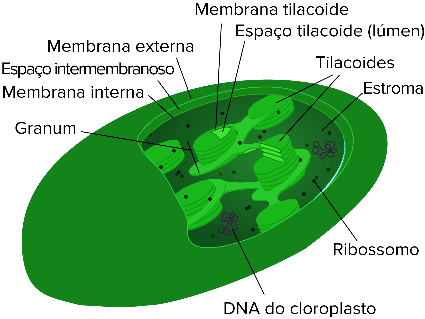 Membrana tilacoide
Espaço tilacoide (lúmen)
Membrana externa
Tilacoides
Espaço intermembranoso
Estroma
Membrana interna
Granum
Ribossomo
DNA do cloroplasto